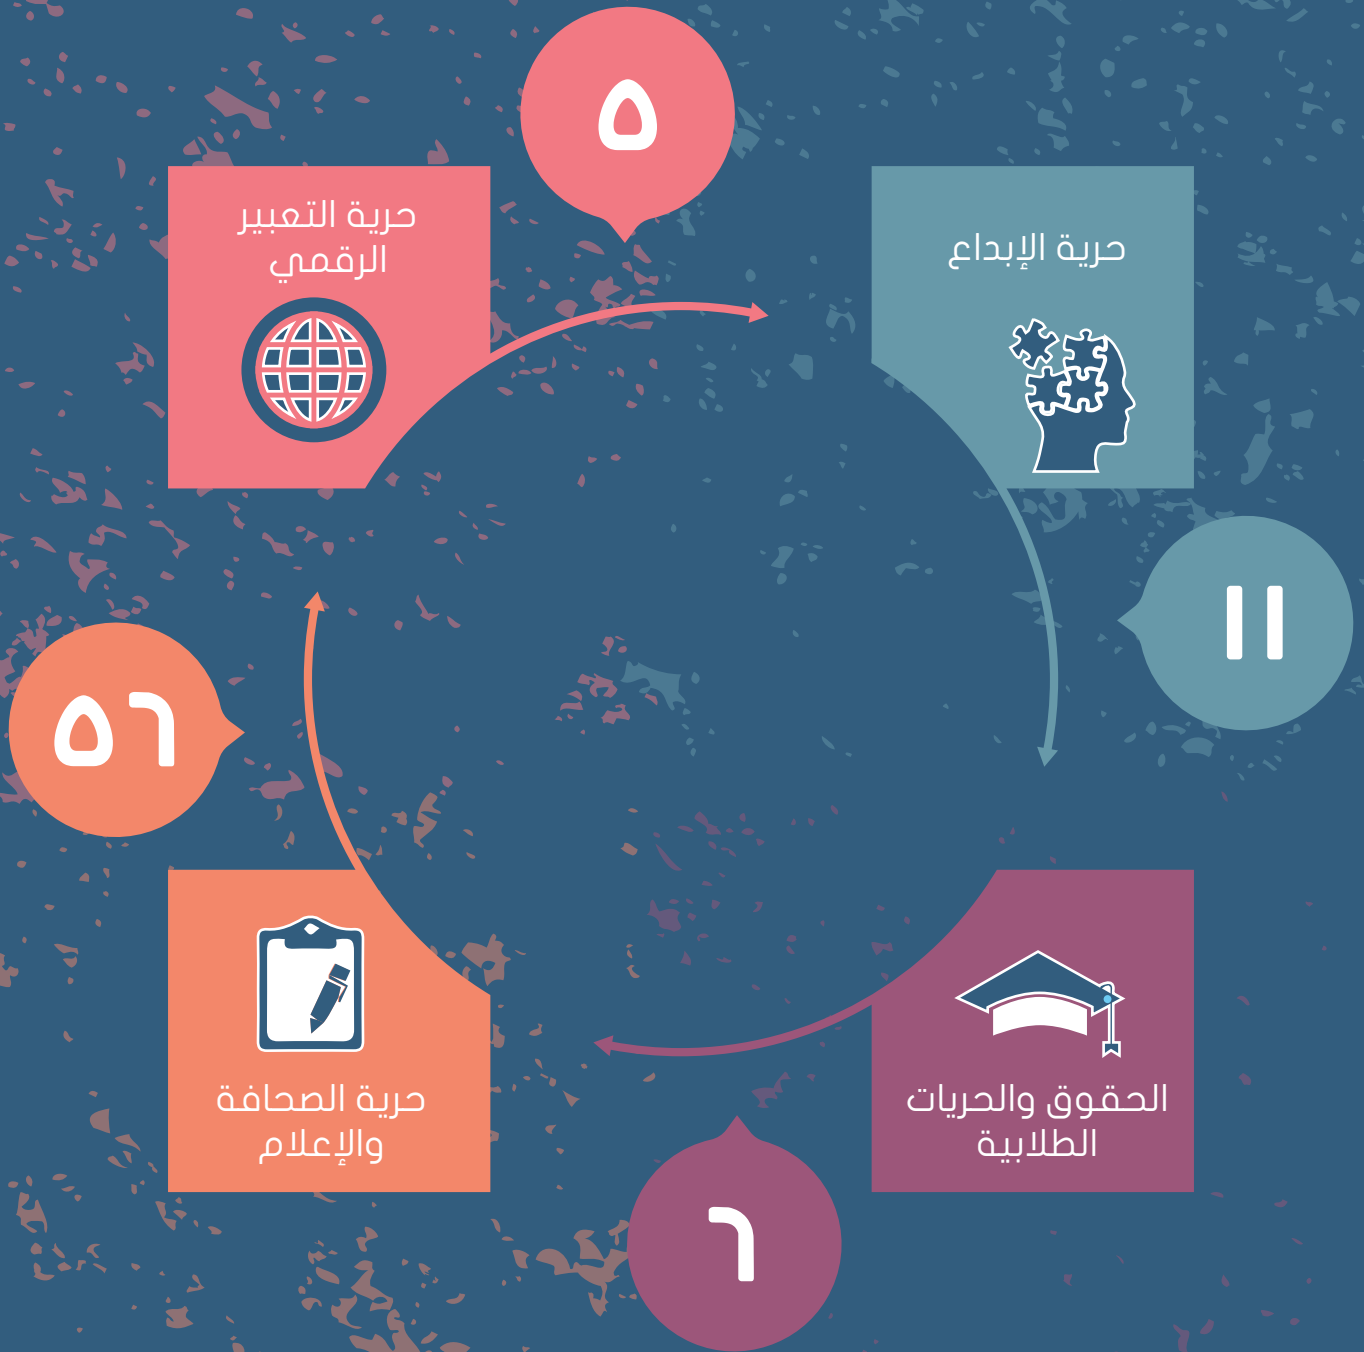 ٥
حرية الإبداع
حرية التعبير
الرقمي
١١
٥٦
الحقوق والحريات
الطلابية
حرية الصحافة
والإعلام
٦